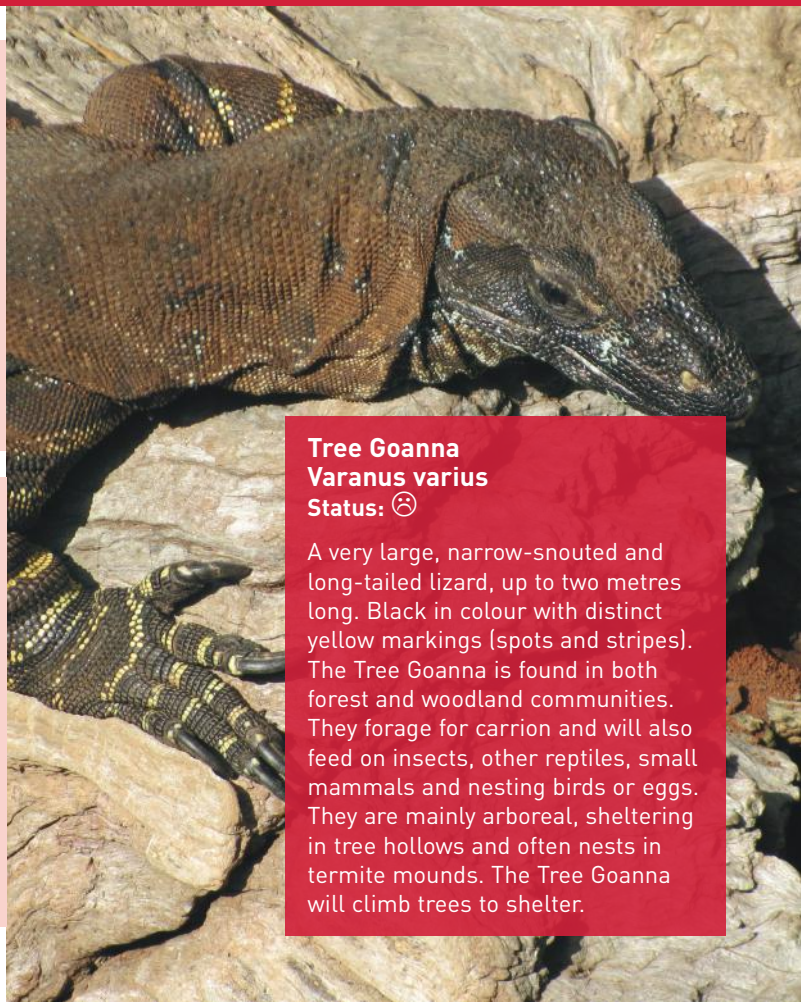 Tree Goanna
Varanus varius
Status: ☹
A very large, narrow-snouted and
long-tailed lizard, up to two metres
long. Black in colour with distinct
yellow markings (spots and stripes).
The Tree Goanna is found in both
forest and woodland communities.
They forage for carrion and will also
feed on insects, other reptiles, small
mammals and nesting birds or eggs.
They are mainly arboreal, sheltering
in tree hollows and often nests in
termite mounds. The Tree Goanna
will climb trees to shelter.